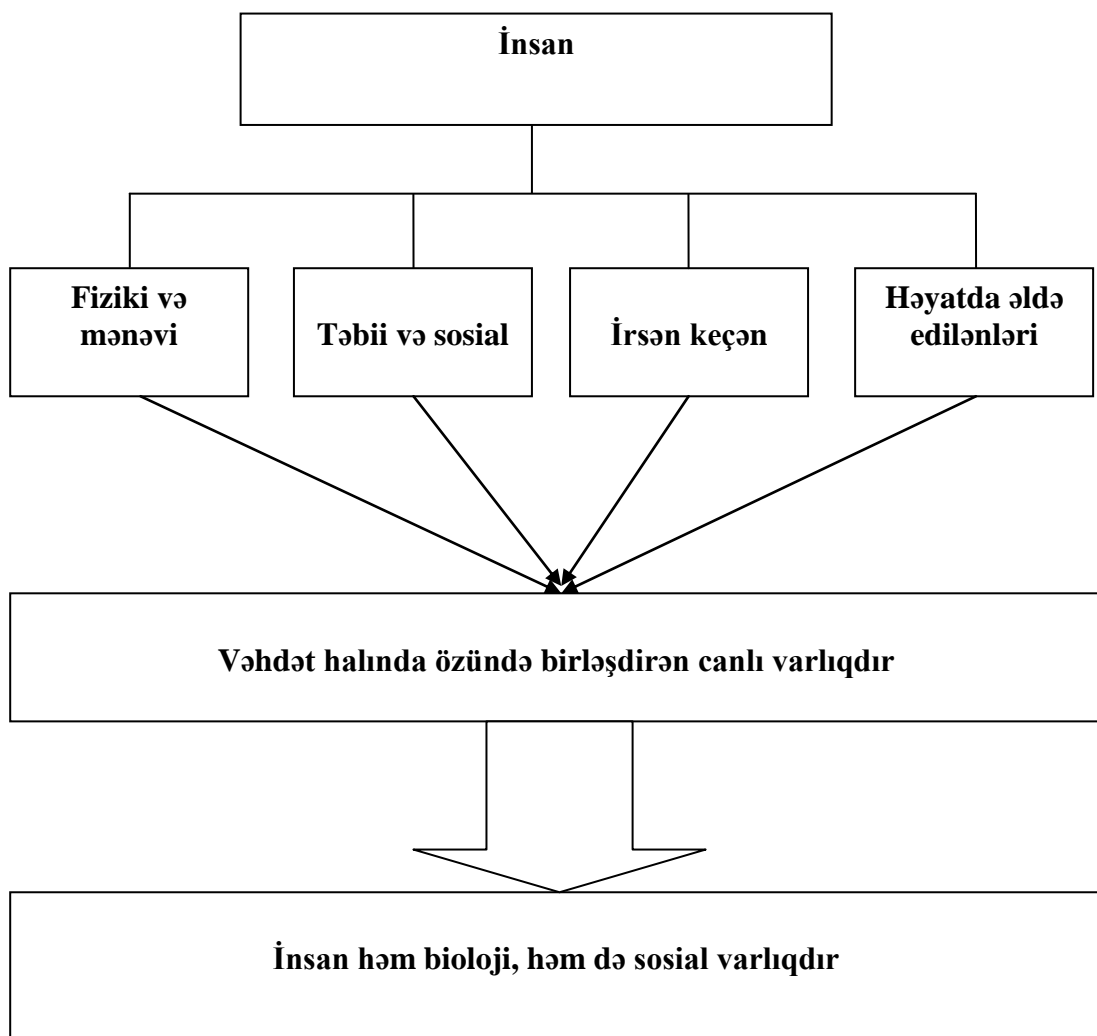 İnsan
Fiziki və
mənəvi
Təbii və sosial
İrsən keçən
Həyatda əldə
edilənləri
Vəhdət halında özündə birləşdirən canlı varlıqdır
İnsan həm bioloji, həm də sosial varlıqdır